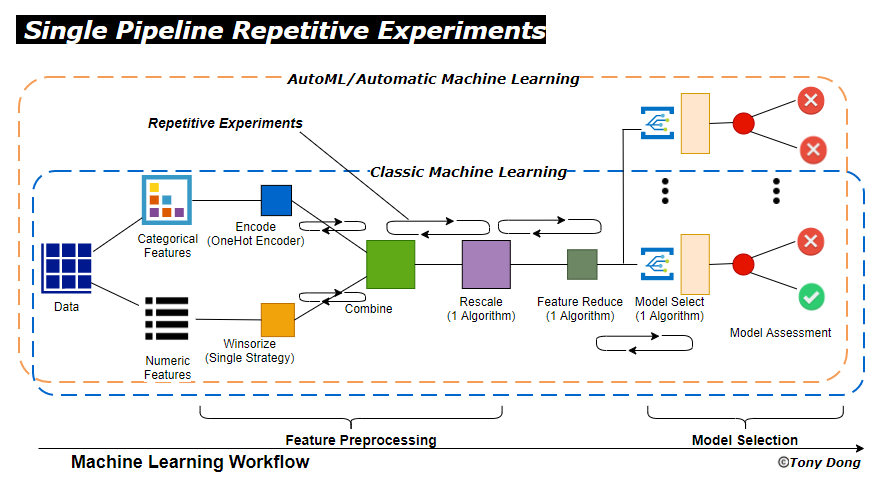 Single Pipeline Repetitive Experiments
AutoML/Automatic Machine Learning
Repetitive Experiments
Classic Machine Learning
Categorical
Features
Encode
(OneHot Encoder)
Data
Combine
Rescale
(1 Algorithm)
Feature Reduce
(1 Algorithm)
Model Select
(1 Algorithm)
Model Assessment
Numeric
Features
Winsorize
(Single Strategy)
Feature Preprocessing
Model Selection
Machine Learning Workflow
©Tony Dong